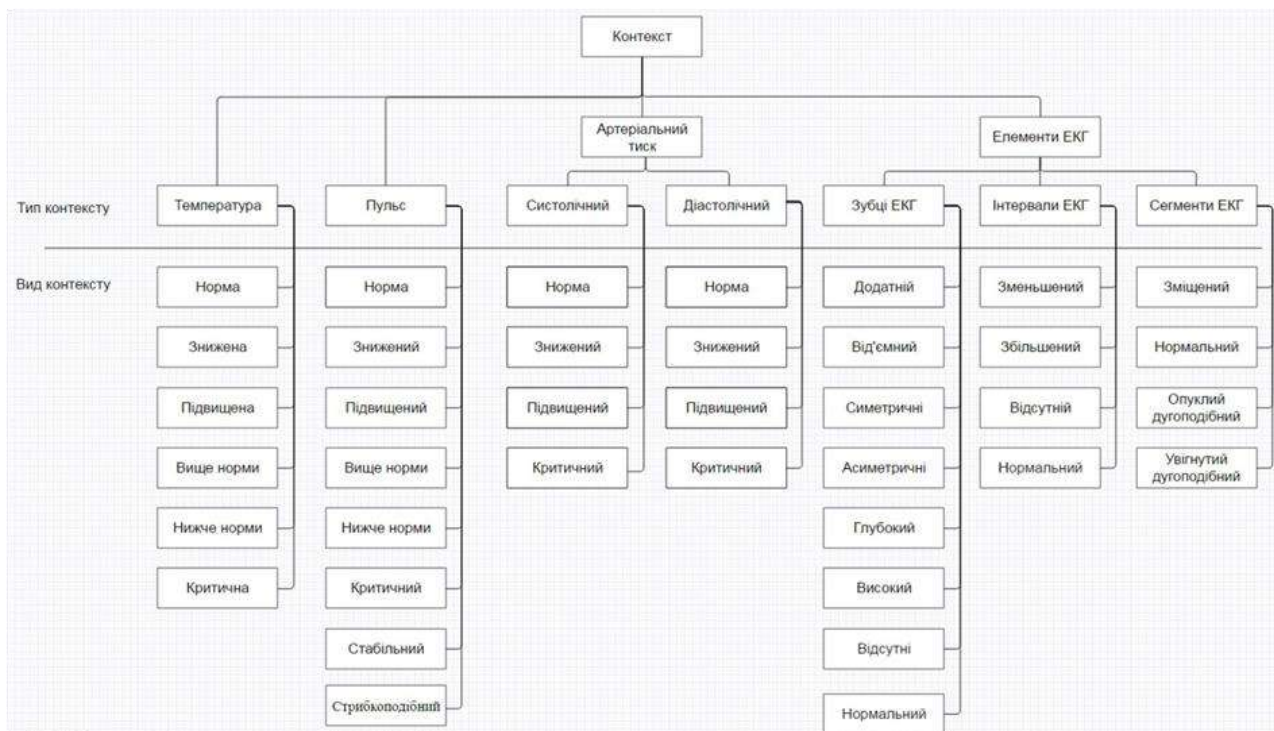 Контекст
Артеріальний
тиск
Елементи ЕКГ
Тип контексту
Температура
Пульс
Систолічний
Діастолічний
Зубці ЕКГ
Інтервали ЕКГ
Сегменти ЕКГ
Вид контексту
Норма
Норма
Норма
Норма
Додатній
Зменьшений
Зміщений
Знижена
Знижений
Знижений
Знижений
Від'ємний
Збільшений
Нормальний
Підвищена
Підвищений
Підвищений
Підвищений
Симетричні
Відсутній
Опуклий
дугоподібний
Вище норми
Вище норми
Критичний
Критичний
Асиметричні
Нормальний
Увігнутий
дугоподібний
Нижче норми
Нижче норми
Глубокий
Критична
Критичний
Високий
Стабільний
Відсутні
Стрибкоподібний
Нормальний